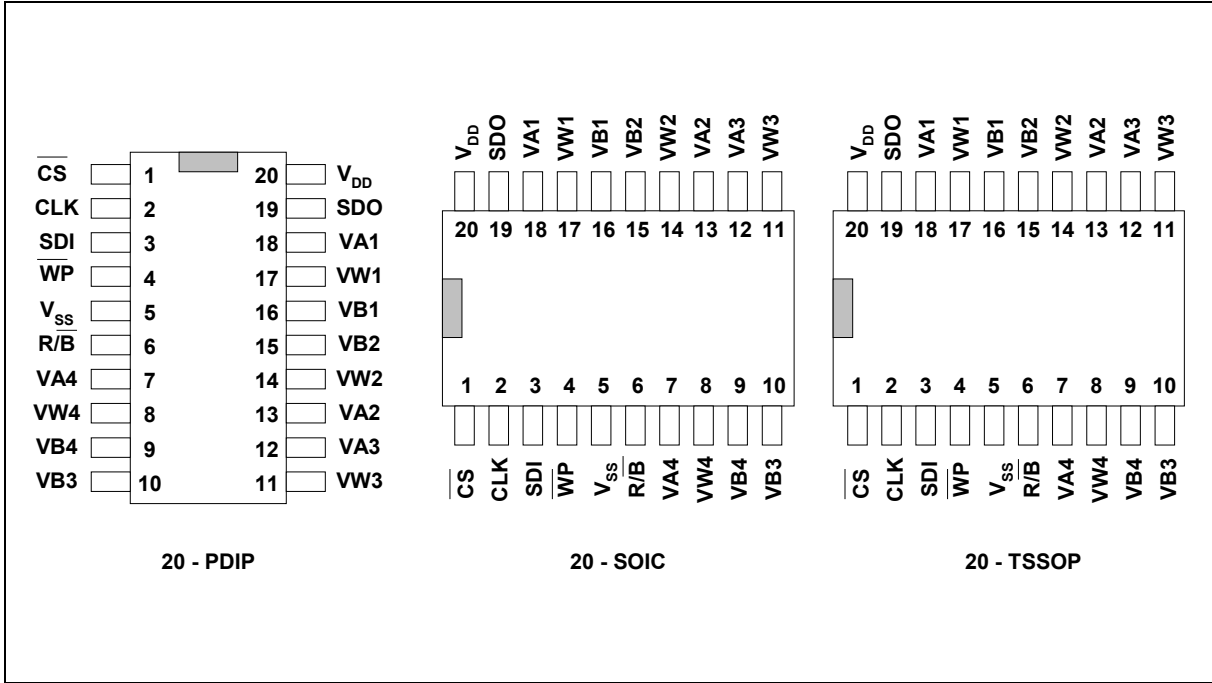 CS 1 20 VDD
CLK 2 19 SDO
SDI 3 18 VA1
WP 4 17 VW1
VSS 5 16 VB1
R/B 6 15 VB2
VA4 7 14 VW2
VW4 8 13 VA2
VB4 9 12 VA3
VB3 10 11 VW3
20 - PDIP
VDD SDO VA1 VW1 VB1 VB2 VW2 VA2 VA3 VW3
20 19 18 17 16 15 14 13 12 11
1 2 3 4 5 6 7 8 9 10
CS CLK SDI WP VSS R/B VA4 VW4 VB4 VB3
20 - SOIC
VDD SDO VA1 VW1 VB1 VB2 VW2 VA2 VA3 VW3
20 19 18 17 16 15 14 13 12 11
1 2 3 4 5 6 7 8 9 10
CS CLK SDI WP VSS R/B VA4 VW4 VB4 VB3
20 - TSSOP